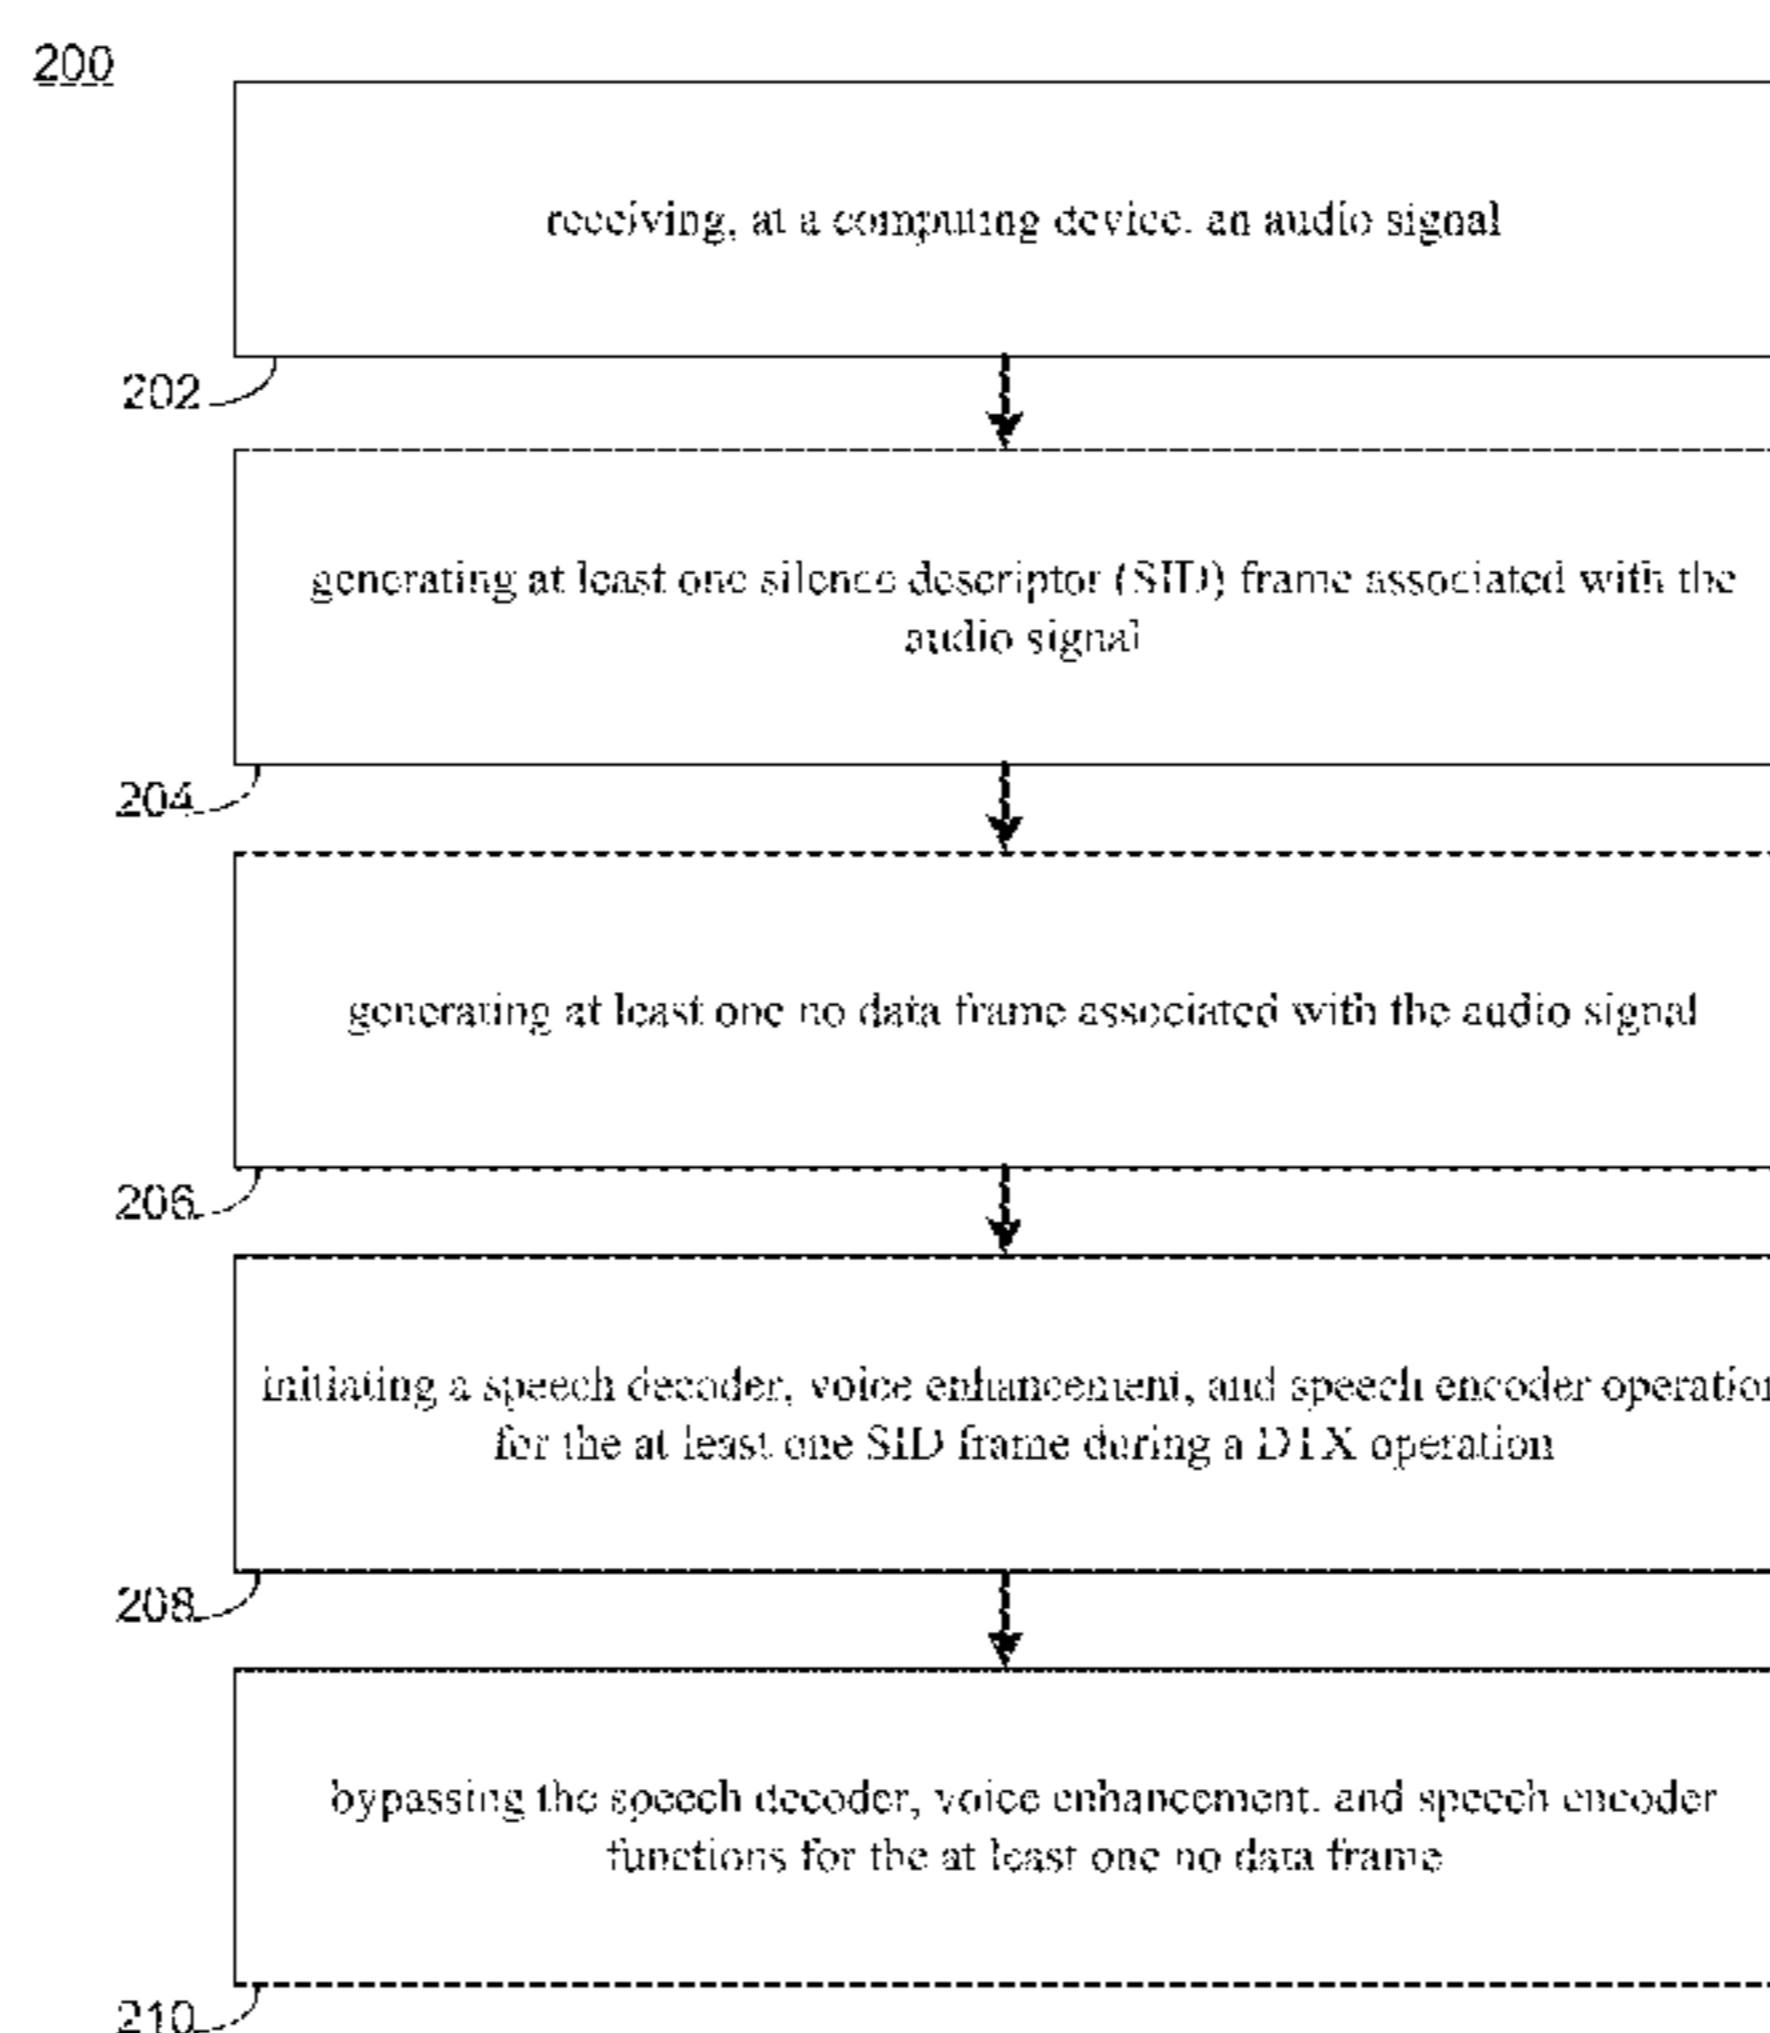 200
receiving, at a computing device, an audio signal
202
generating at least one silence descriptor (SID) frame associated with the
audio signal
204
generating at least one no data frame associated with the audio signal
206
initiating a speech decoder, voice enhancement, and speech encoder operation
for the at least one SID frame during a DTX operation
208
bypassing the speech decoder, voice enhancement, and speech encoder
functions for the at least one no data frame
210